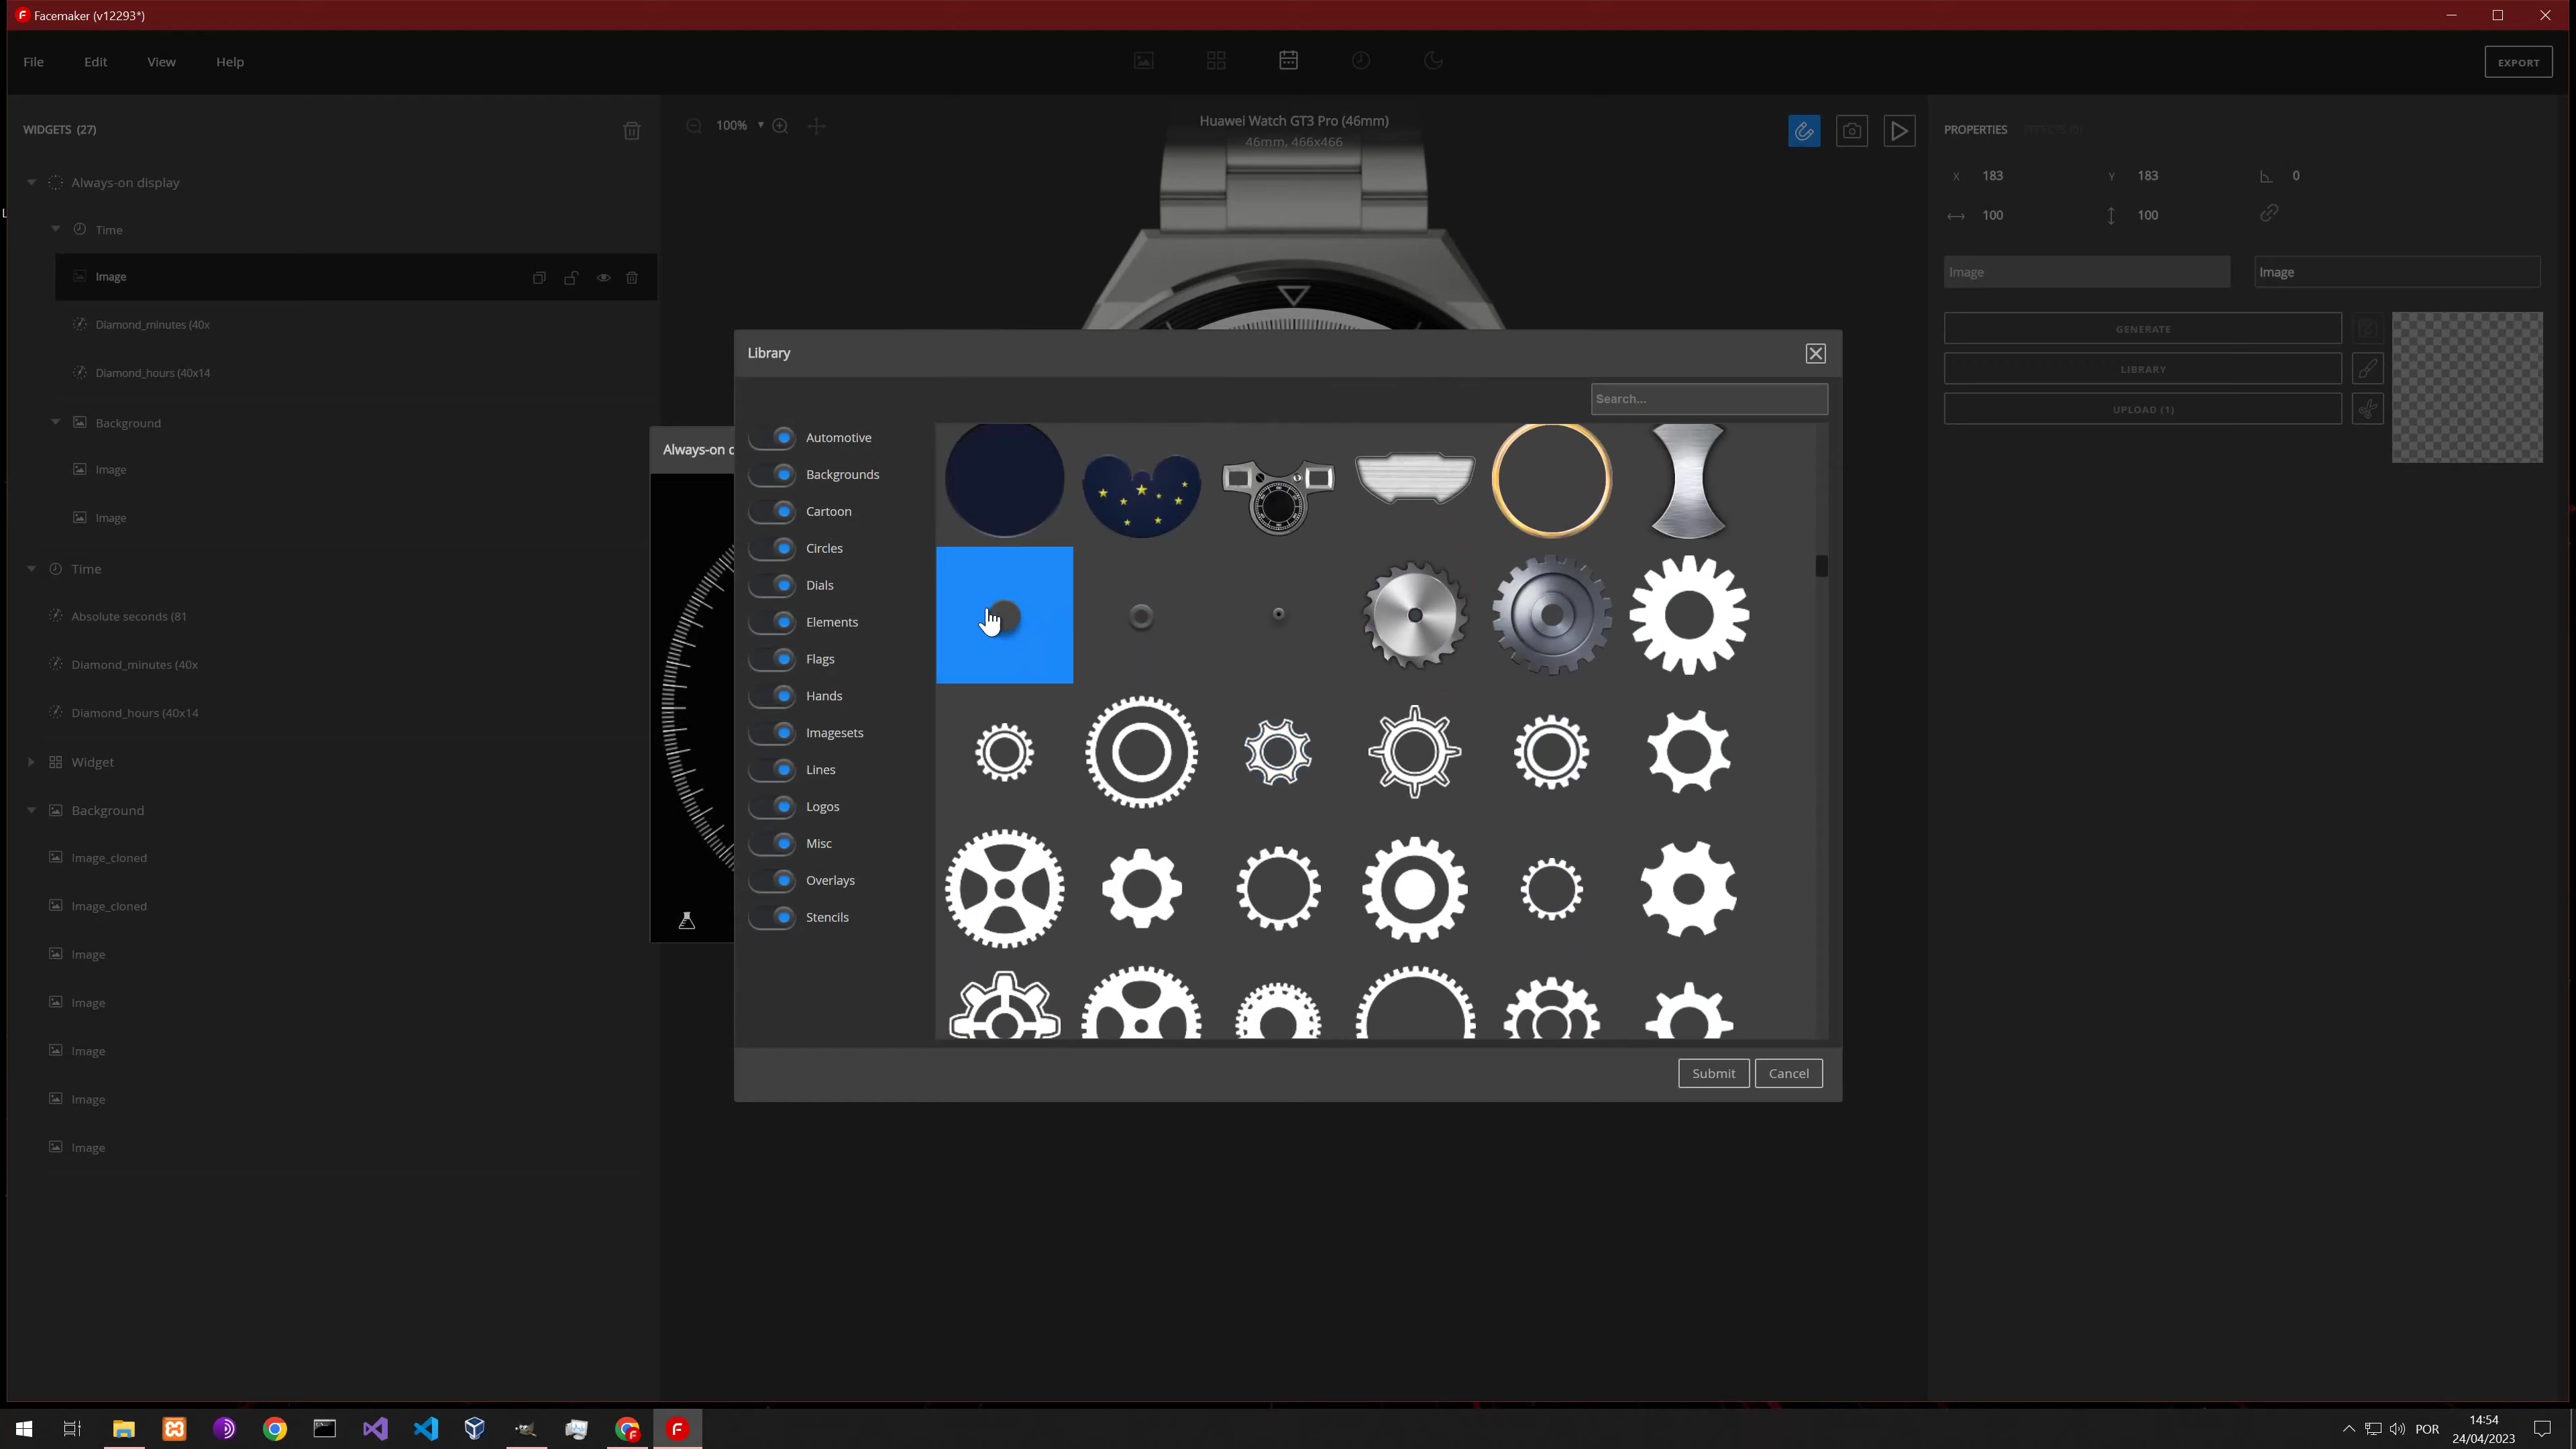 Facemaker (v12293*)
File Edit View Help
EXPORT
WIDGETS (27)
100%
Huawei Watch GT3 Pro (46mm)
46mm, 466x466
PROPERTIES EFFECTS (0)
X 183 Y 183 0
100 100
Image Image
GENERATE
LIBRARY
UPLOAD (1)
Always-on display
Time
Image
Diamond_minutes (40x
Diamond_hours (40x14
Background
Image
Image
Time
Absolute seconds (81
Diamond_minutes (40x
Diamond_hours (40x14
Widget
Background
Image_cloned
Image_cloned
Image
Image
Image
Image
Image
Always-on d
Library
Search...
Automotive
Backgrounds
Cartoon
Circles
Dials
Elements
Flags
Hands
Imagesets
Lines
Logos
Misc
Overlays
Stencils
Submit Cancel
POR
14:54
24/04/2023